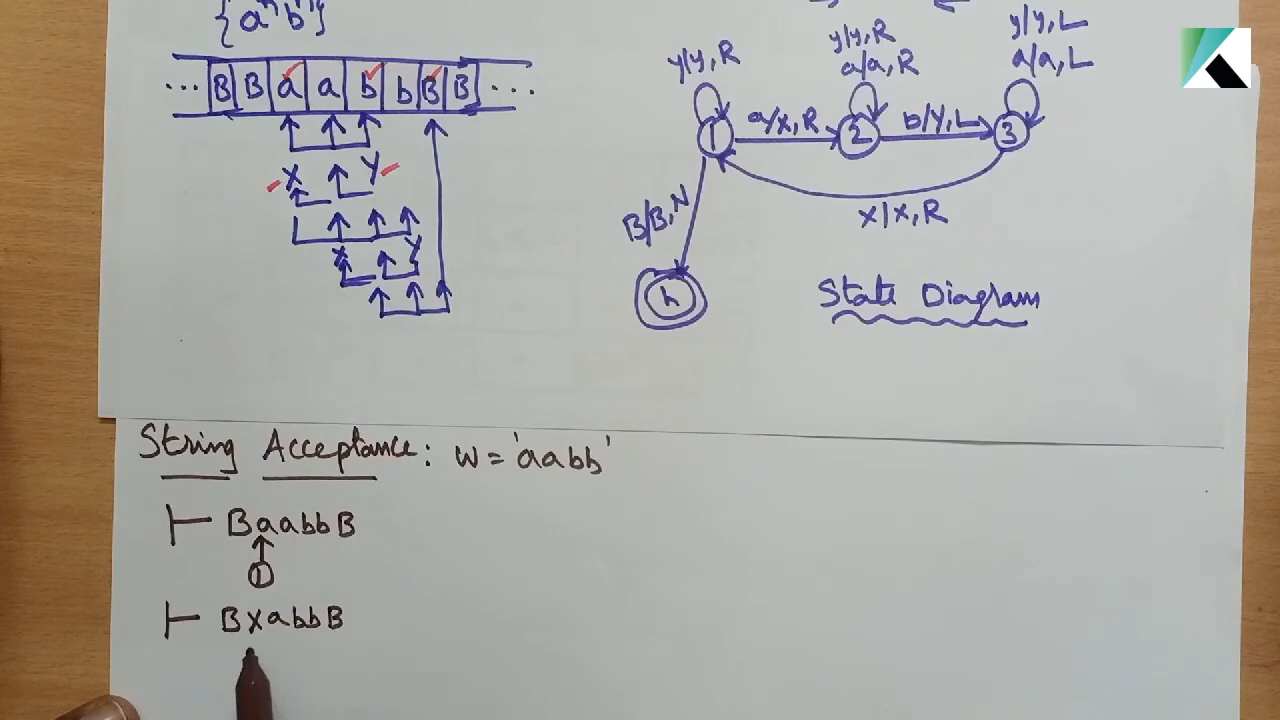 {aⁿbⁿ}
... B B a a b b B B ...
X Y
X Y
y/y, R
y/y, R
a/a, R
y/y, L
a/a, L
1 a/x, R 2 b/Y, L 3
x/x, R
B/B, N
h
State Diagram
String Acceptance: w = 'aabb'
⊢ BaabbB
1
⊢ BXabbB